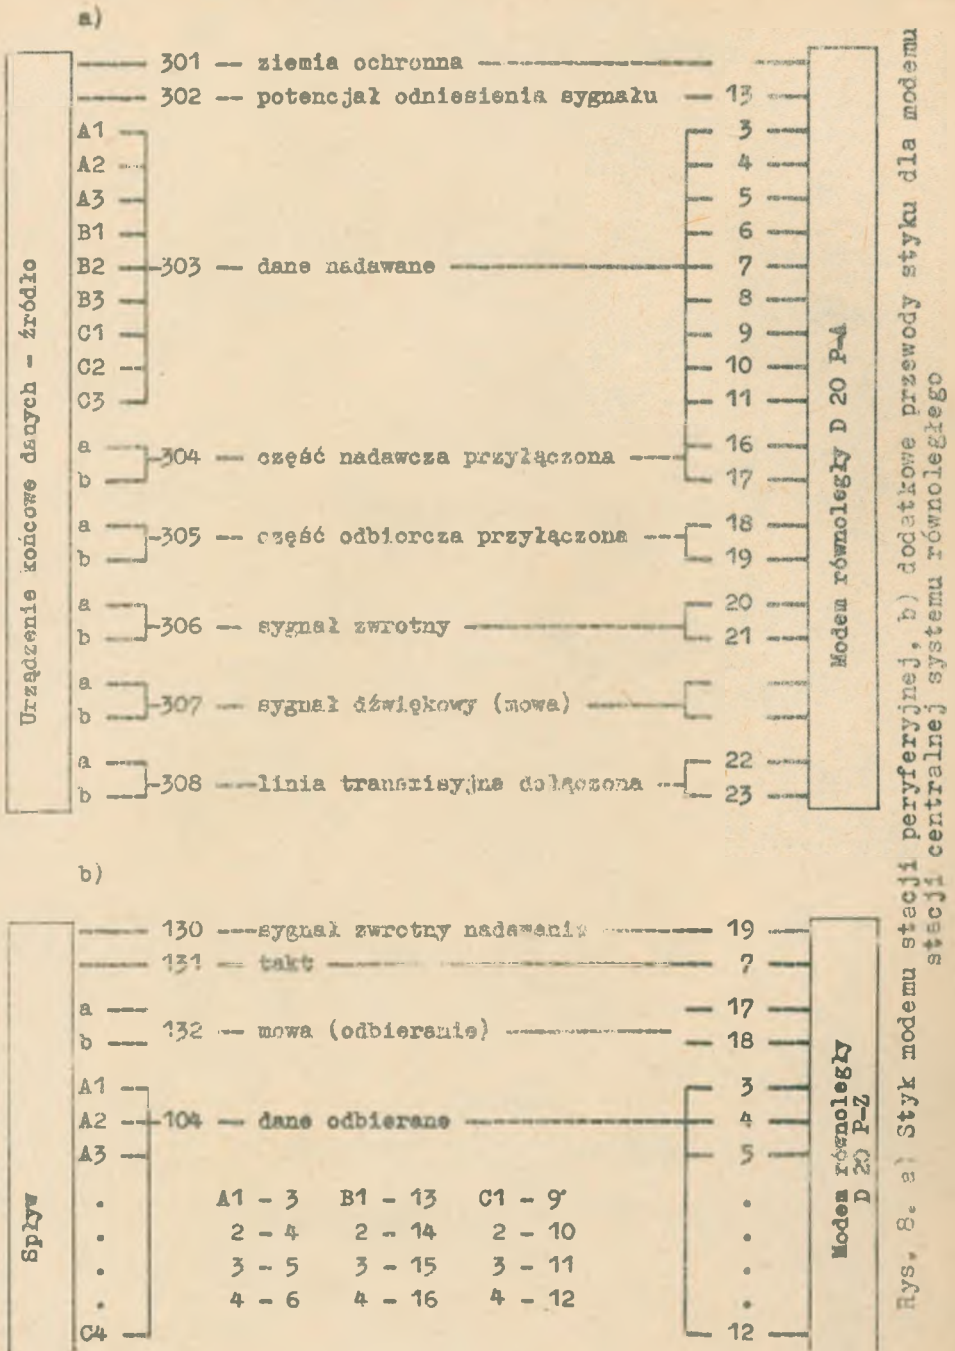 a)
301 — ziemia ochronna
302 — potencjał odniesienia sygnału — 13
A1 3
A2 4
A3 5
B1 6
B2 303 — dane nadawane 7
B3 8
C1 9
C2 10
C3 11
a 16
304 — część nadawcza przyłączona
b 17
a 18
305 — część odbiorcza przyłączona
b 19
a 20
306 — sygnał zwrotny
b 21
a
307 — sygnał dźwiękowy (mowa)
b
a 22
308 — linia transmisyjna dołączona
b 23
Urządzenie końcowe danych - źródło
Modem równoległy D 20 P-A
b)
130 — sygnał zwrotny nadawania — 19
131 — takt — 7
a 17
132 — mowa (odbieranie)
b 18
A1 3
A2 104 — dane odbierane 4
A3 5
. A1 - 3 B1 - 13 C1 - 9 .
. 2 - 4 2 - 14 2 - 10 .
. 3 - 5 3 - 15 3 - 11 .
. 4 - 6 4 - 16 4 - 12 .
C4 12
Spływ
Modem równoległy
D 20 P-Z
Rys. 8. a) Styk modemu stacji peryferyjnej, b) dodatkowe przewody styku dla modemu
stacji centralnej systemu równoległego